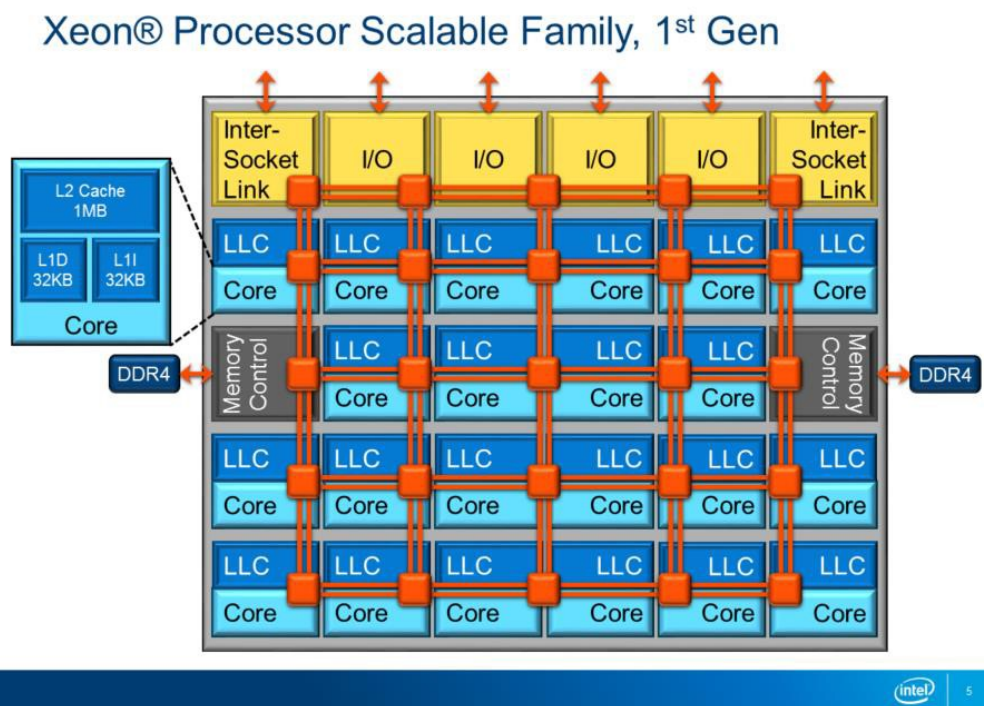 Xeon® Processor Scalable Family, 1st Gen
Inter-
Socket
Link
I/O
I/O
I/O
I/O
Inter-
Socket
Link
L2 Cache
1MB
L1D
32KB
L1I
32KB
Core
LLC
LLC
LLC
LLC
LLC
LLC
Core
Core
Core
Core
Core
Core
DDR4
Memory
Control
LLC
LLC
LLC
LLC
Core
Core
Core
Core
Memory
Control
DDR4
LLC
LLC
LLC
LLC
LLC
LLC
Core
Core
Core
Core
Core
Core
LLC
LLC
LLC
LLC
LLC
LLC
Core
Core
Core
Core
Core
Core
intel
5